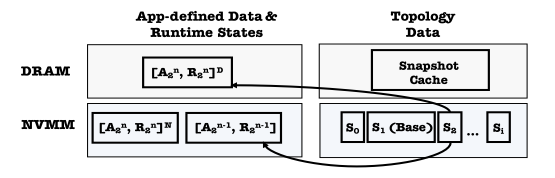 App-defined Data &
Runtime States
Topology
Data
DRAM
[A₂ⁿ, R₂ⁿ]ᴰ
Snapshot
Cache
NVMM
[A₂ⁿ, R₂ⁿ]ᴺ
[A₂ⁿ⁻¹, R₂ⁿ⁻¹]
S₀
S₁ (Base)
S₂
...
Sᵢ